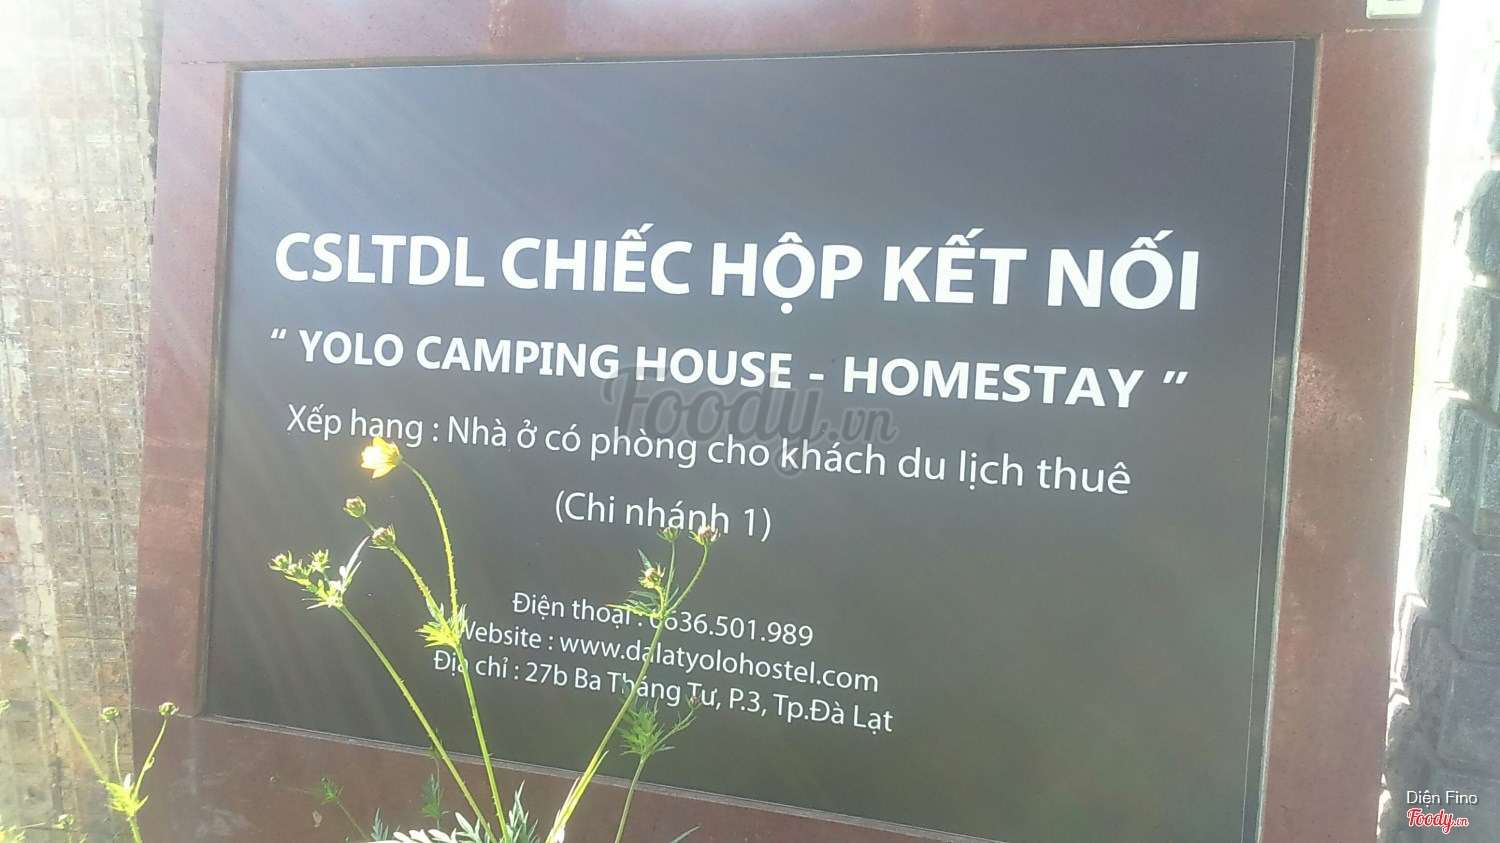 CSLTDL CHIẾC HỘP KẾT NỐI
“ YOLO CAMPING HOUSE - HOMESTAY ”
Xếp hạng : Nhà ở có phòng cho khách du lịch thuê
(Chi nhánh 1)
Điện thoại : 0636.501.989
Website : www.dalatyolohostel.com
Địa chỉ : 27b Ba Tháng Tư, P.3, Tp.Đà Lạt
Foody.vn
Diện Fino
Foody.vn